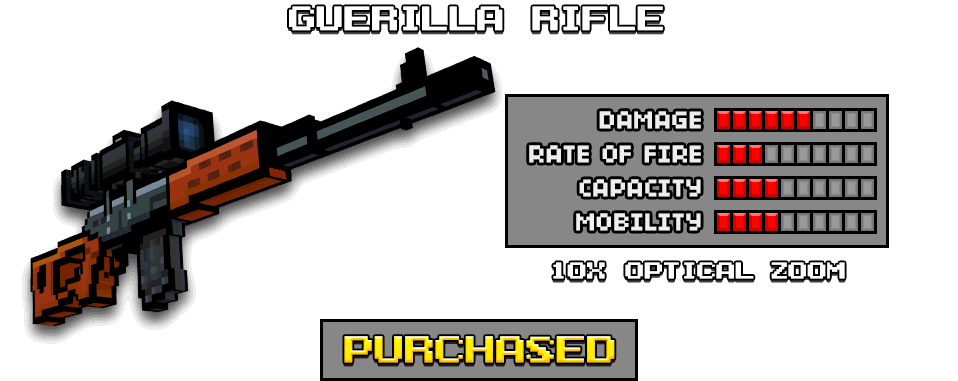 GUERILLA RIFLE
DAMAGE
RATE OF FIRE
CAPACITY
MOBILITY
10X OPTICAL ZOOM
PURCHASED